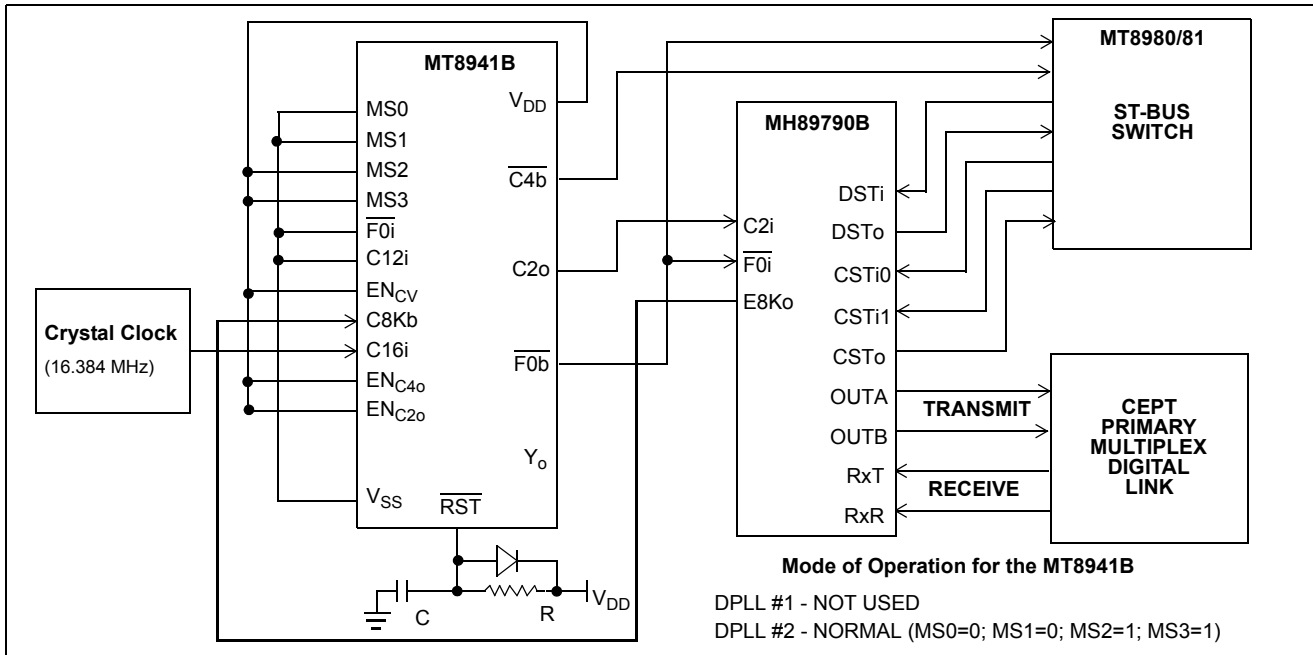 MT8941B
MS0
MS1
MS2
MS3
F0i
C12i
ENCV
C8Kb
C16i
ENC4o
ENC2o
VSS
VDD
C4b
C2o
F0b
Yo
RST
Crystal Clock
(16.384 MHz)
C
R
VDD
MH89790B
C2i
F0i
E8Ko
DSTi
DSTo
CSTi0
CSTi1
CSTo
OUTA
OUTB
RxT
RxR
MT8980/81
ST-BUS
SWITCH
TRANSMIT
RECEIVE
CEPT
PRIMARY
MULTIPLEX
DIGITAL
LINK
Mode of Operation for the MT8941B
DPLL #1 - NOT USED
DPLL #2 - NORMAL (MS0=0; MS1=0; MS2=1; MS3=1)